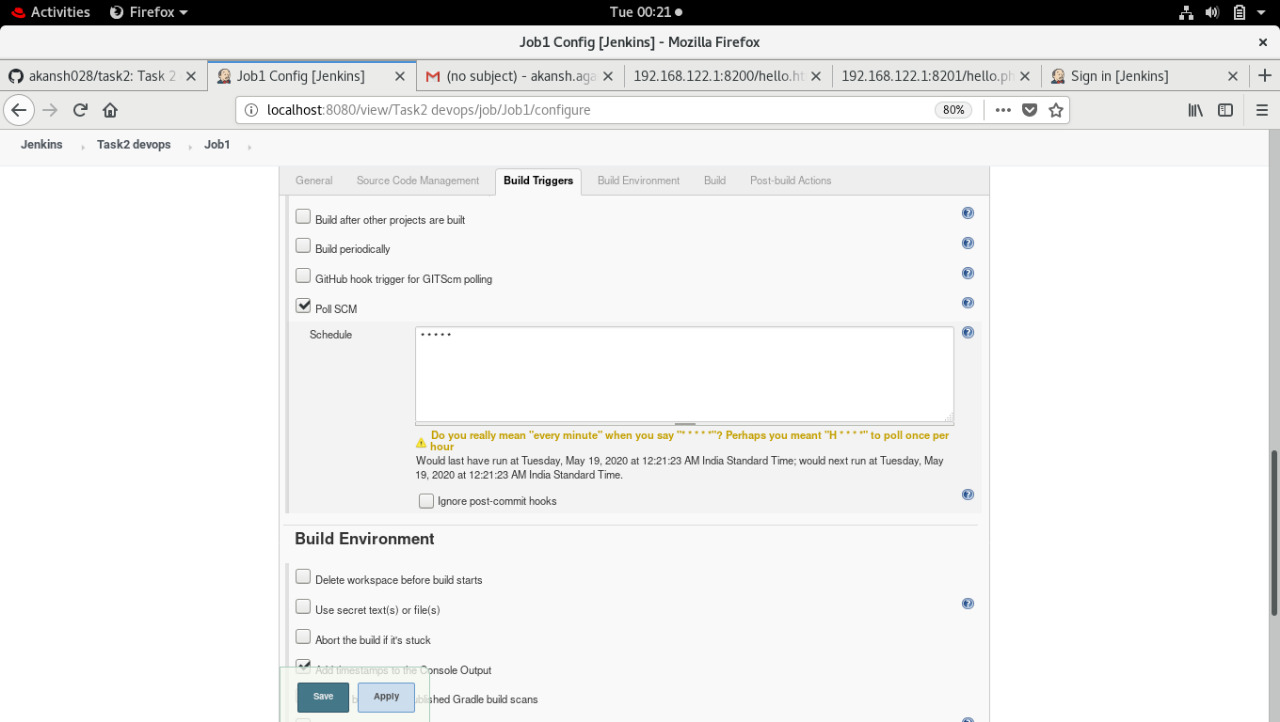 Activities
Firefox
Tue 00:21
Job1 Config [Jenkins] - Mozilla Firefox
akansh028/task2: Task 2
Job1 Config [Jenkins]
(no subject) - akansh.aga
192.168.122.1:8200/hello.ht
192.168.122.1:8201/hello.ph
Sign in [Jenkins]
localhost:8080/view/Task2 devops/job/Job1/configure
80%
Jenkins
Task2 devops
Job1
General
Source Code Management
Build Triggers
Build Environment
Build
Post-build Actions
Build after other projects are built
Build periodically
GitHub hook trigger for GITScm polling
Poll SCM
Schedule
* * * * *
Do you really mean "every minute" when you say "* * * * *"? Perhaps you meant "H * * * *" to poll once per
hour
Would last have run at Tuesday, May 19, 2020 at 12:21:23 AM India Standard Time; would next run at Tuesday, May
19, 2020 at 12:21:23 AM India Standard Time.
Ignore post-commit hooks
Build Environment
Delete workspace before build starts
Use secret text(s) or file(s)
Abort the build if it's stuck
Add timestamps to the Console Output
Gradle build scans
Save
Apply